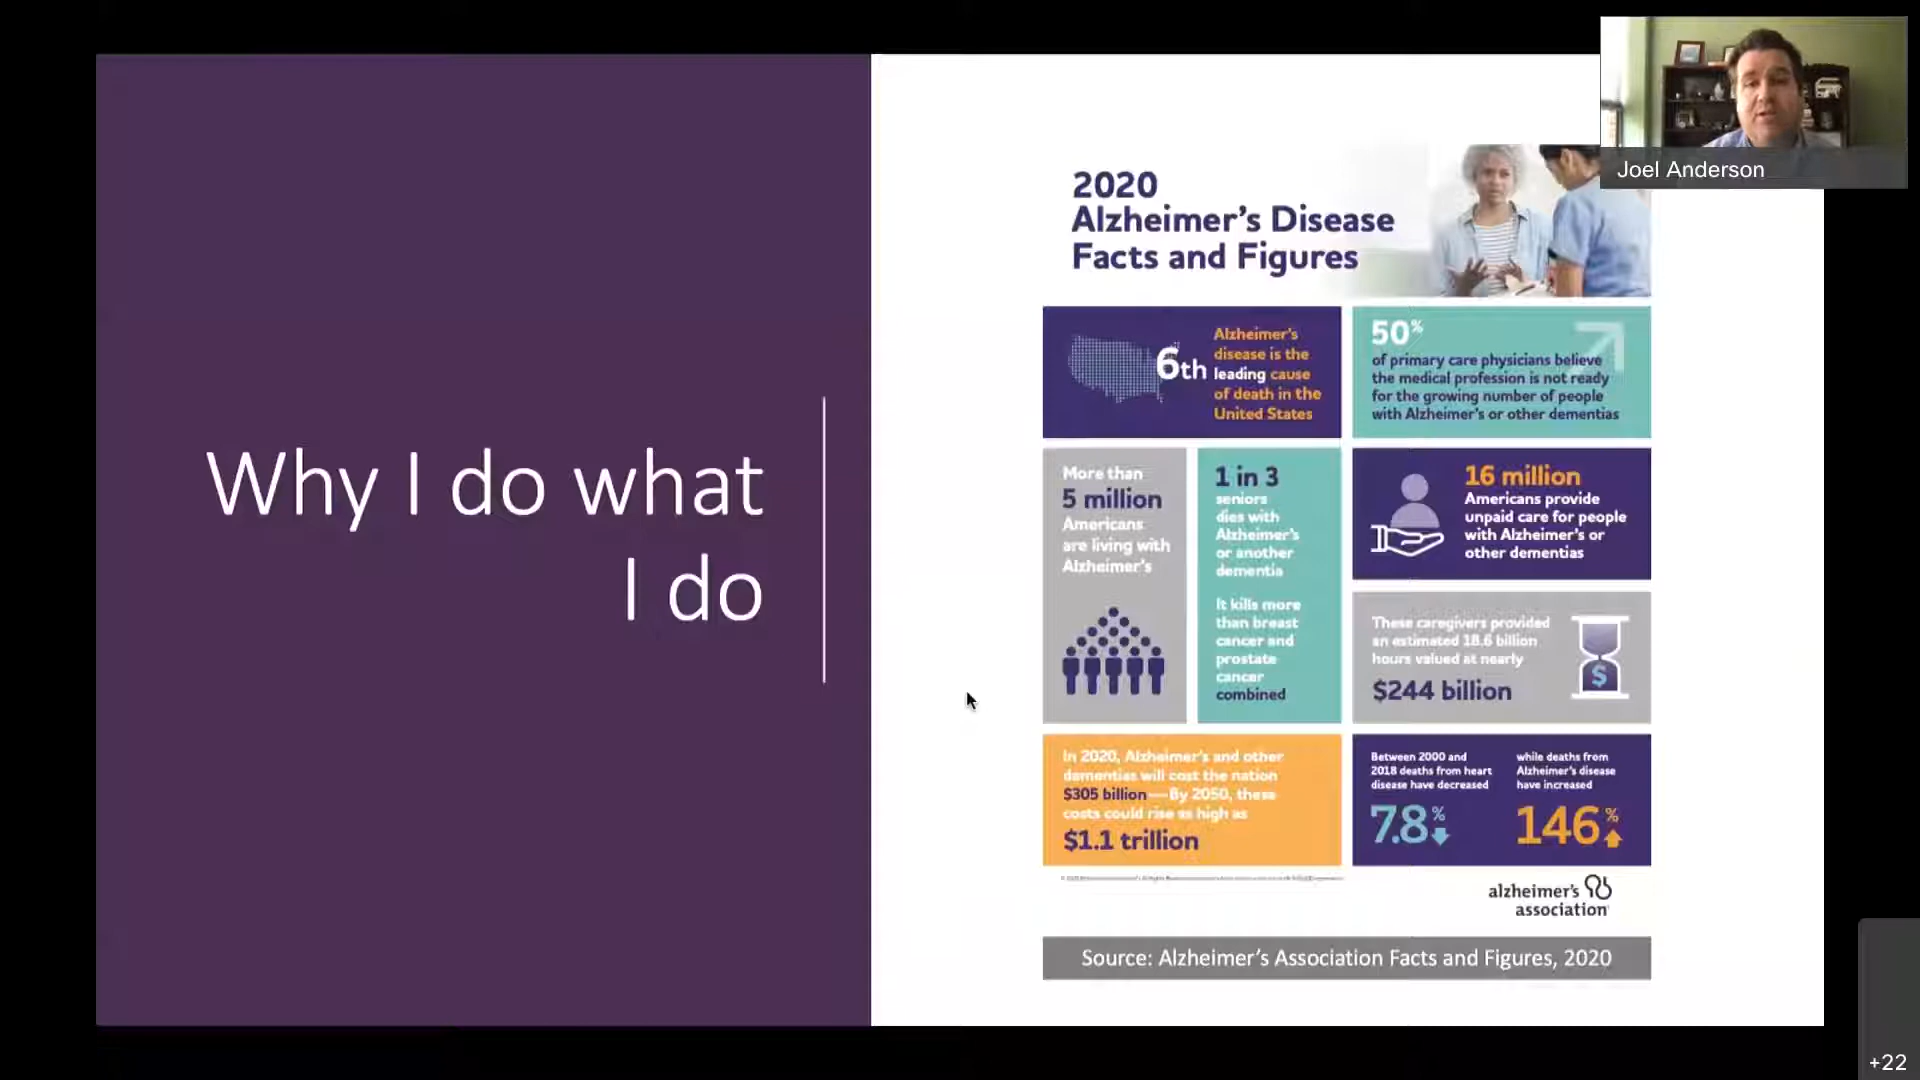 Why I do what
I do
Joel Anderson
2020
Alzheimer's Disease
Facts and Figures
6th
Alzheimer's
disease is the
leading cause
of death in the
United States
50%
of primary care physicians believe
the medical profession is not ready
for the growing number of people
with Alzheimer's or other dementias
More than
5 million
Americans
are living with
Alzheimer's
1 in 3
seniors
dies with
Alzheimer's
or another
dementia
It kills more
than breast
cancer and
prostate
cancer
combined
16 million
Americans provide
unpaid care for people
with Alzheimer's or
other dementias
These caregivers provided
an estimated 18.6 billion
hours valued at nearly
$244 billion
$
In 2020, Alzheimer's and other
dementias will cost the nation
$305 billion—By 2050, these
costs could rise as high as
$1.1 trillion
Between 2000 and
2018 deaths from heart
disease have decreased
7.8%
while deaths from
Alzheimer's disease
have increased
146%
alzheimer's
association
Source: Alzheimer's Association Facts and Figures, 2020
+22